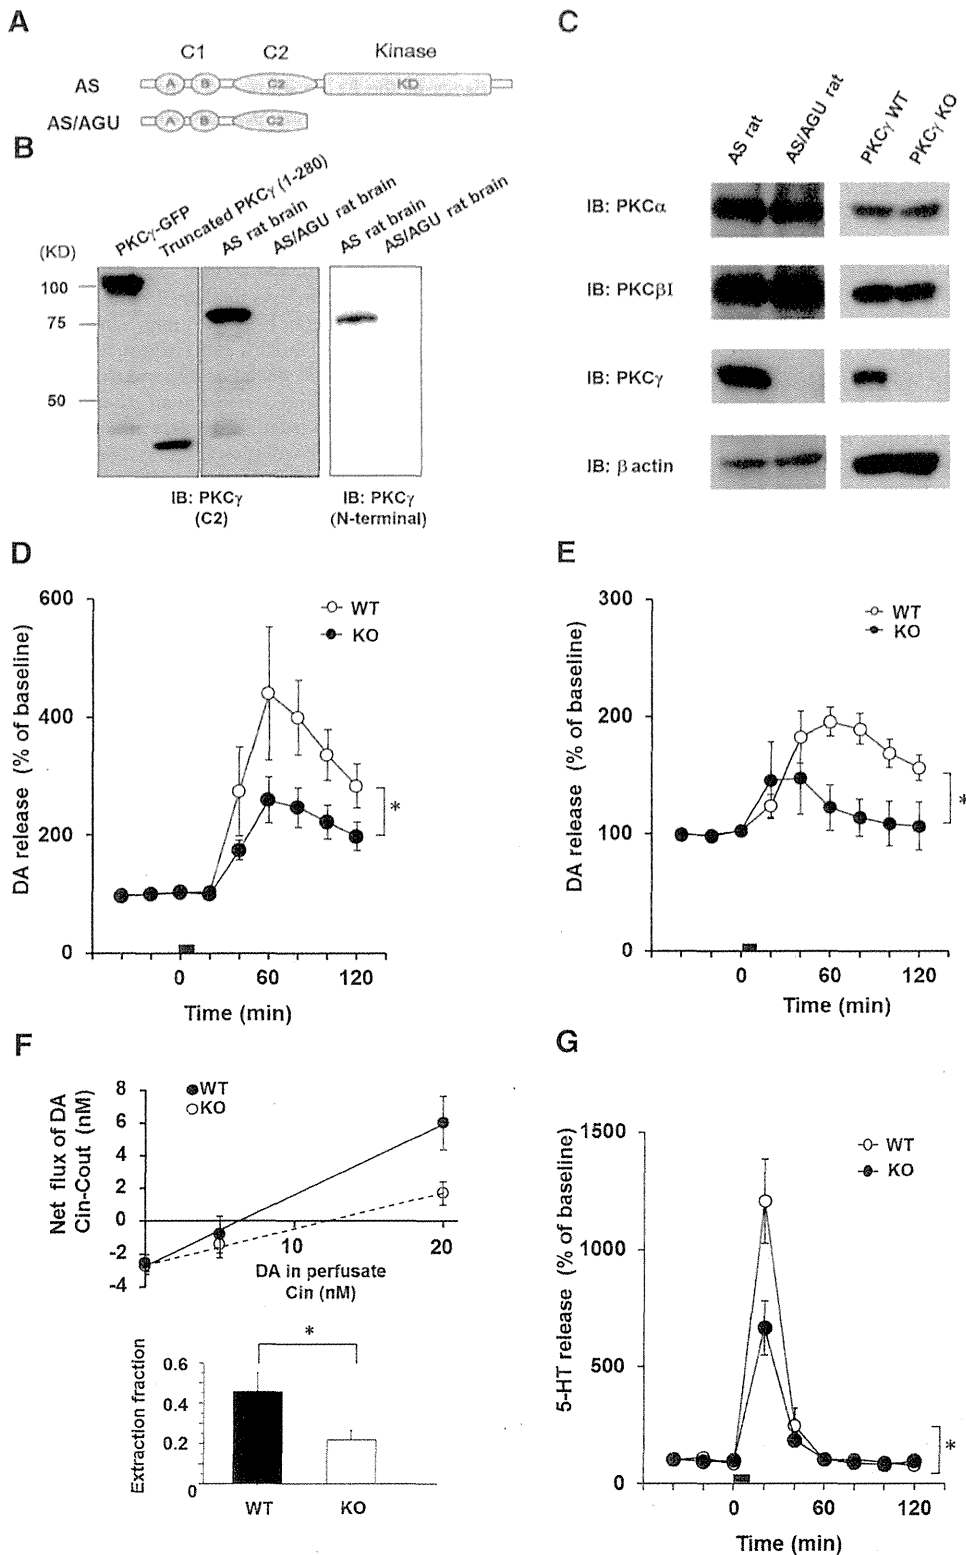 A
C1 C2 Kinase
AS
A B C2 KD
AS/AGU
A B C2
B
PKCγ-GFP
Truncated PKCγ (1-280)
AS rat brain
AS/AGU rat brain
AS rat brain
AS/AGU rat brain
(KD)
100
75
50
IB: PKCγ
(C2)
IB: PKCγ
(N-terminal)
C
AS rat
AS/AGU rat
PKCγ WT
PKCγ KO
IB: PKCα
IB: PKCβI
IB: PKCγ
IB: β actin
D
600
400
200
0
DA release (% of baseline)
WT
KO
*
0 60 120
Time (min)
E
300
200
100
0
DA release (% of baseline)
WT
KO
*
0 60 120
Time (min)
F
8
6
4
2
0
-2
-4
Net flux of DA
Cin-Cout (nM)
WT
KO
10 20
DA in perfusate
Cin (nM)
*
Extraction fraction
0.6
0.4
0.2
0
WT KO
G
1500
1000
500
0
5-HT release (% of baseline)
WT
KO
*
0 60 120
Time (min)